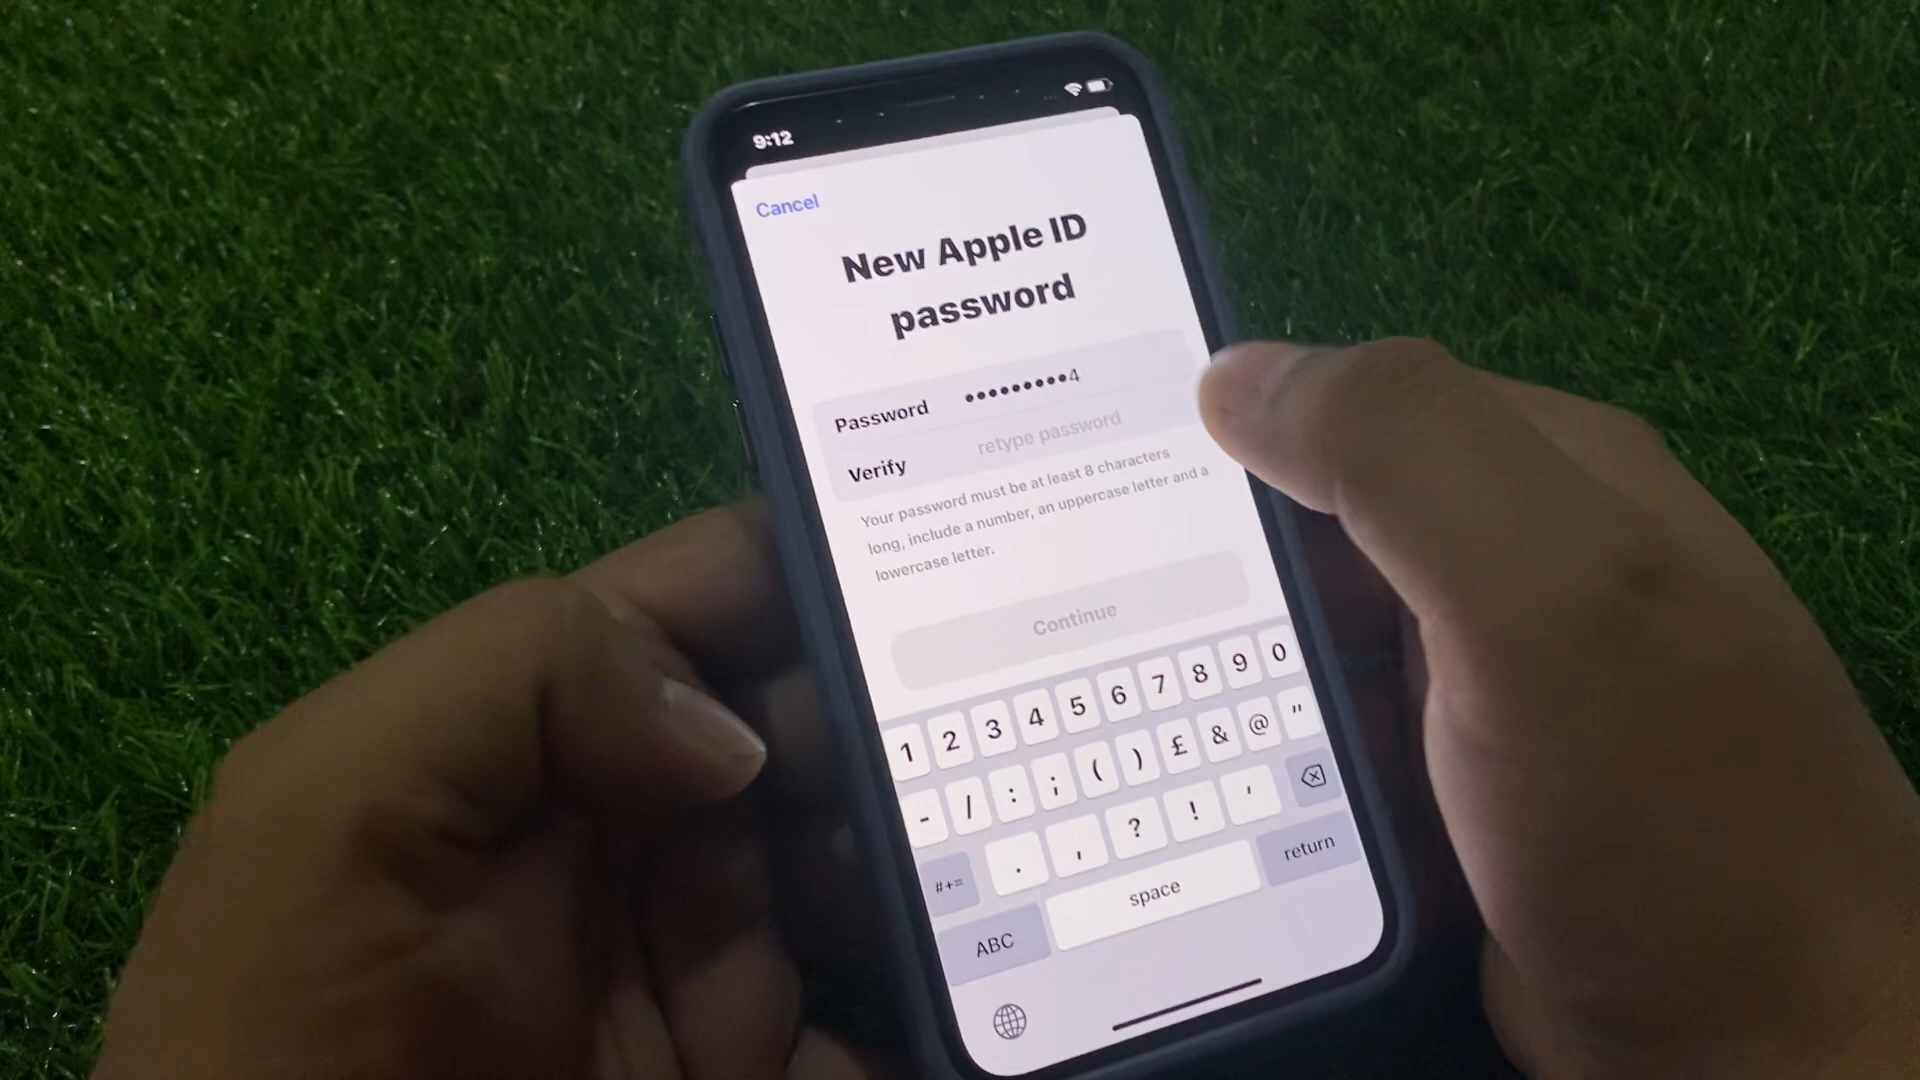 9:12
Cancel
New Apple ID
password
Password ●●●●●●●●●4
Verify retype password
Your password must be at least 8 characters
long, include a number, an uppercase letter and a
lowercase letter.
Continue
1 2 3 4 5 6 7 8 9 0
- / : ; ( ) £ & @ "
#+= . , ? ! '
ABC space return